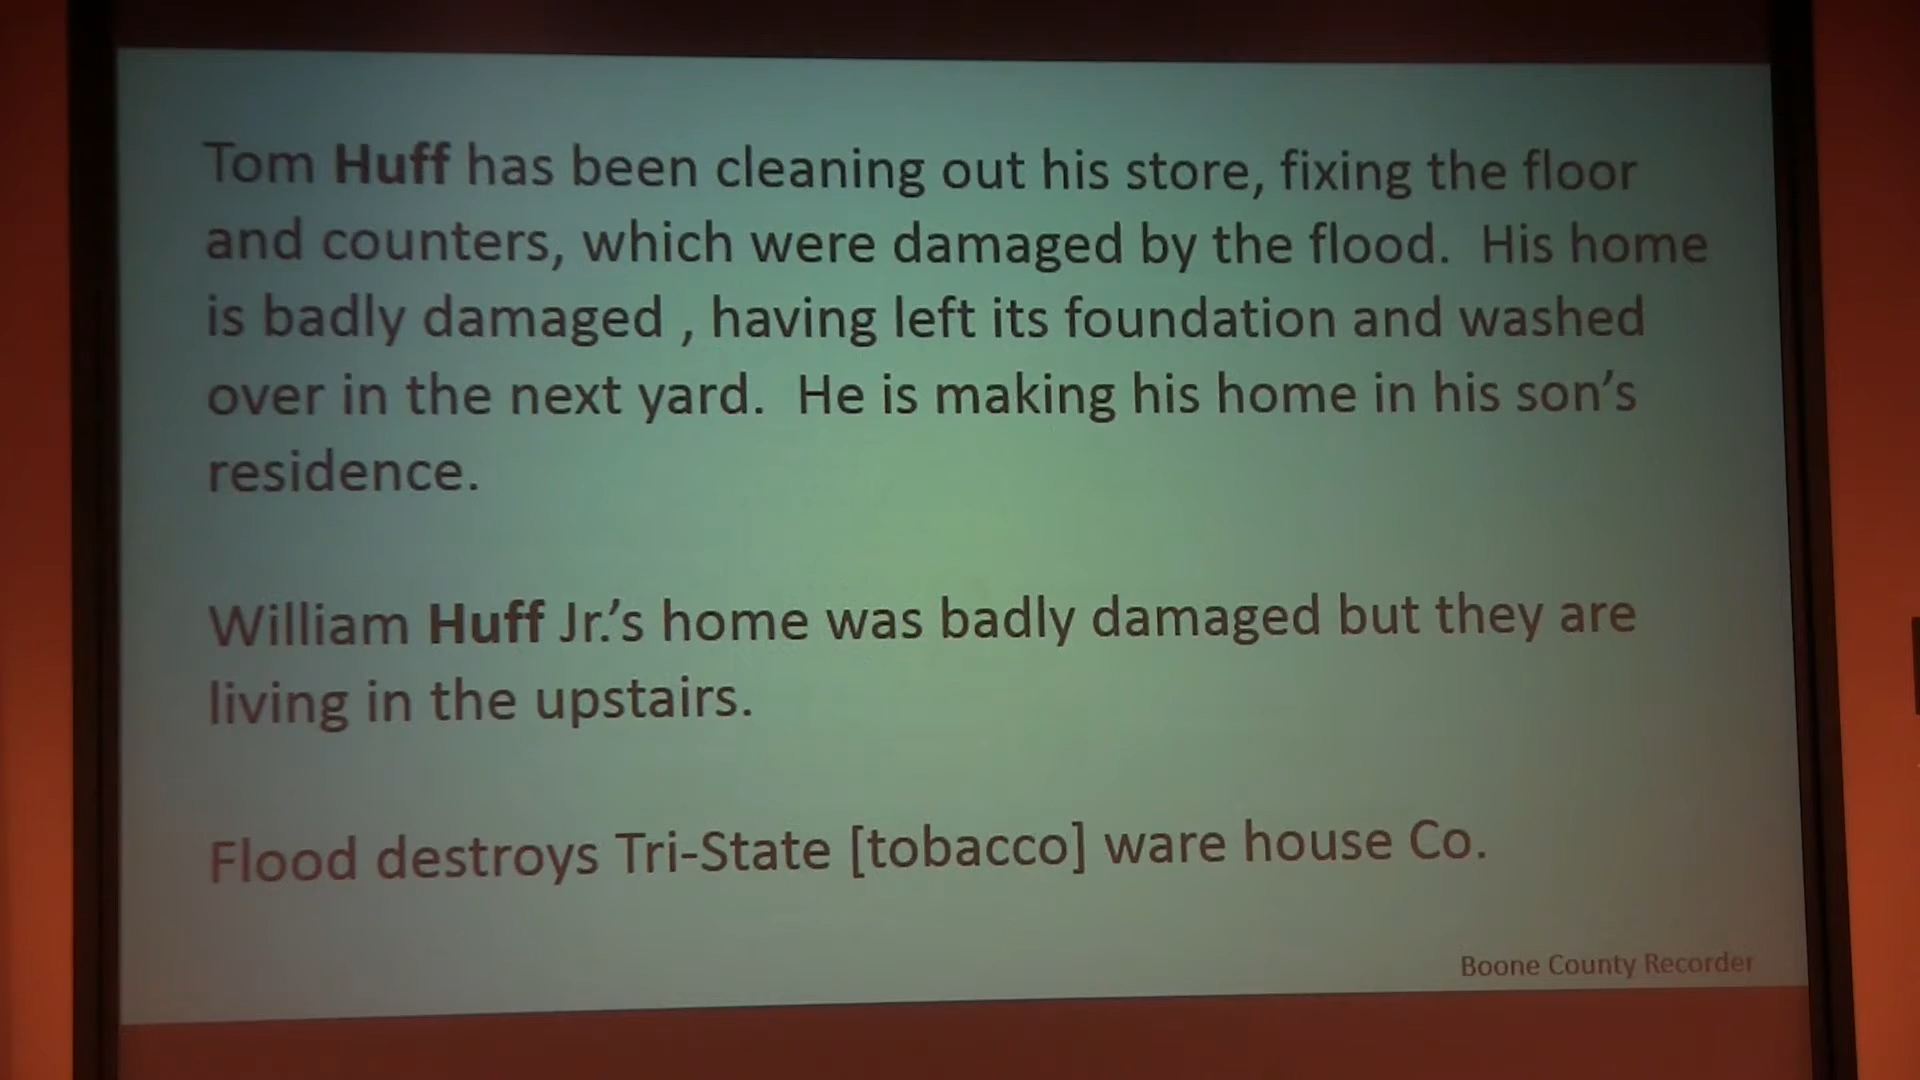 Tom Huff has been cleaning out his store, fixing the floor
and counters, which were damaged by the flood.  His home
is badly damaged , having left its foundation and washed
over in the next yard.  He is making his home in his son’s
residence.
William Huff Jr.’s home was badly damaged but they are
living in the upstairs.
Flood destroys Tri-State [tobacco] ware house Co.
Boone County Recorder